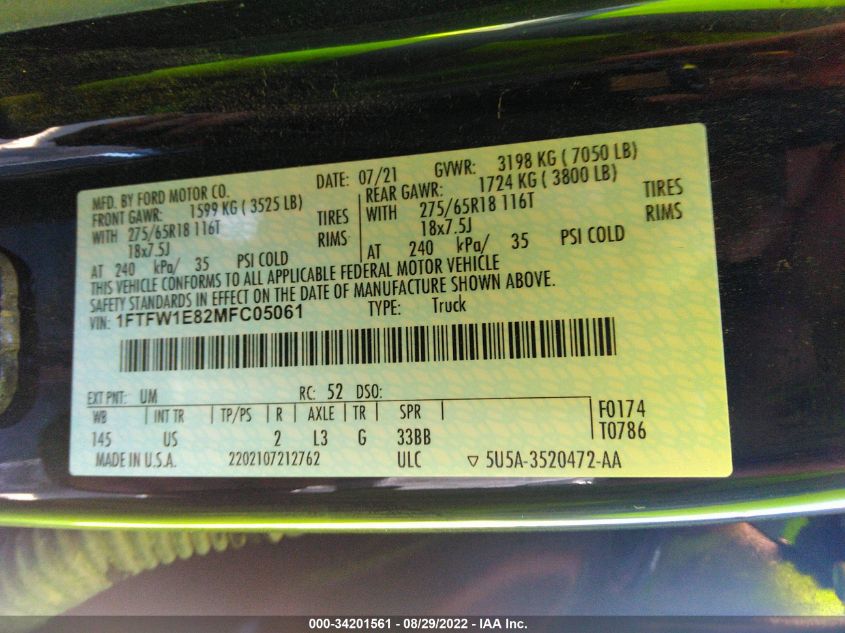 MFD. BY FORD MOTOR CO.
DATE: 07/21 GVWR: 3198 KG ( 7050 LB)
FRONT GAWR: 1599 KG ( 3525 LB)
WITH 275/65R18 116T TIRES
18x7.5J RIMS
AT 240 kPa/ 35 PSI COLD
REAR GAWR: 1724 KG ( 3800 LB)
WITH 275/65R18 116T TIRES
18x7.5J RIMS
AT 240 kPa/ 35 PSI COLD
THIS VEHICLE CONFORMS TO ALL APPLICABLE FEDERAL MOTOR VEHICLE
SAFETY STANDARDS IN EFFECT ON THE DATE OF MANUFACTURE SHOWN ABOVE.
VIN: 1FTFW1E82MFC05061 TYPE: Truck
EXT PNT: UM RC: 52 DSO:
WB | INT TR | TP/PS | R | AXLE | TR | SPR
145 US 2 L3 G 33BB
F0174
T0786
MADE IN U.S.A. 2202107212762 ULC ▽ 5U5A-3520472-AA
000-34201561 - 08/29/2022 - IAA Inc.